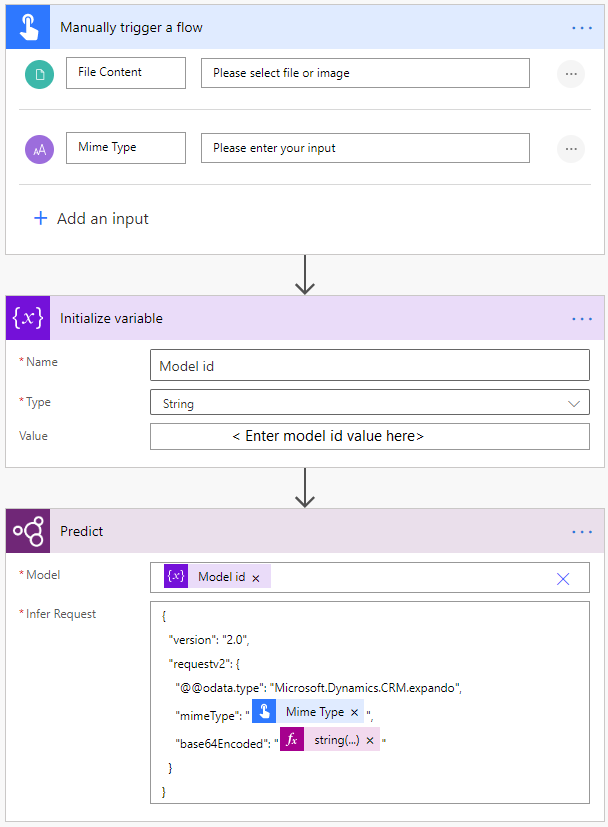 Manually trigger a flow ...
File Content Please select file or image ...
AA Mime Type Please enter your input ...
+ Add an input
{x} Initialize variable ...
* Name Model id
* Type String
Value < Enter model id value here>
Predict ...
* Model {x} Model id ×
* Infer Request {
"version": "2.0",
"requestv2": {
"@@odata.type": "Microsoft.Dynamics.CRM.expando",
"mimeType": " Mime Type × ",
"base64Encoded": " fx string(...) × "
}
}